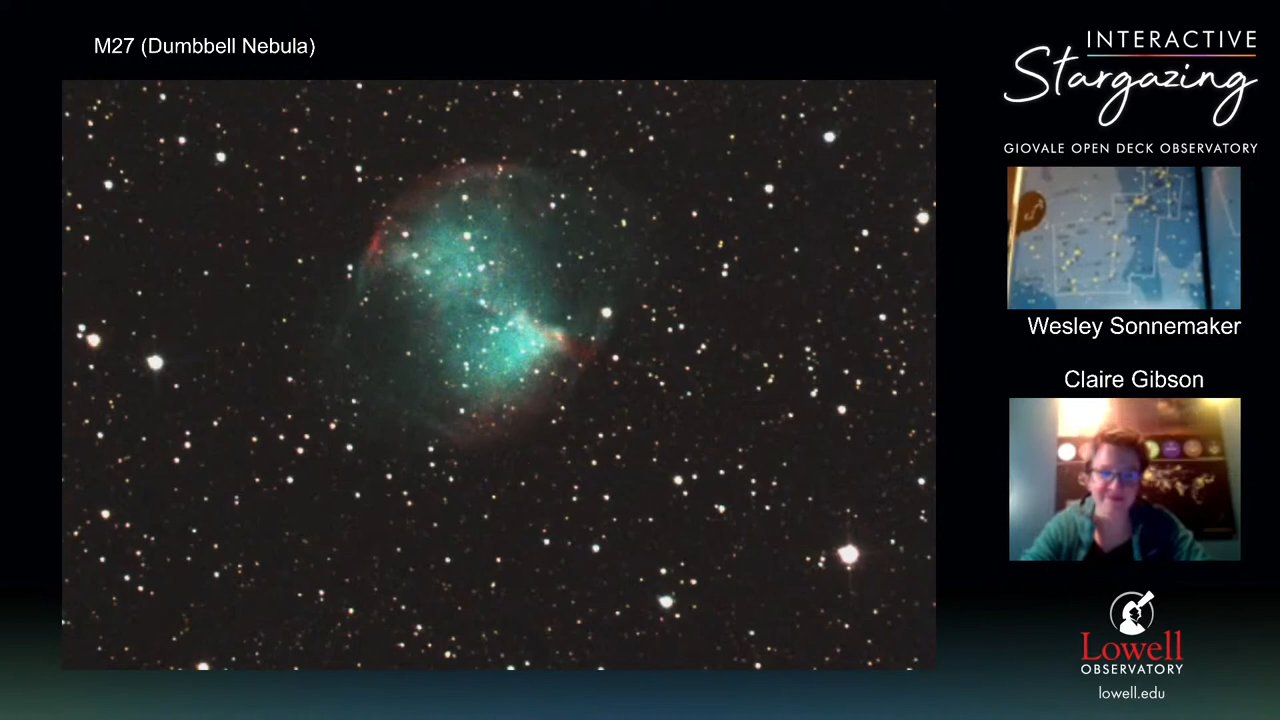 M27 (Dumbbell Nebula)
INTERACTIVE
Stargazing
GIOVALE OPEN DECK OBSERVATORY
Wesley Sonnemaker
Claire Gibson
Lowell
OBSERVATORY
lowell.edu